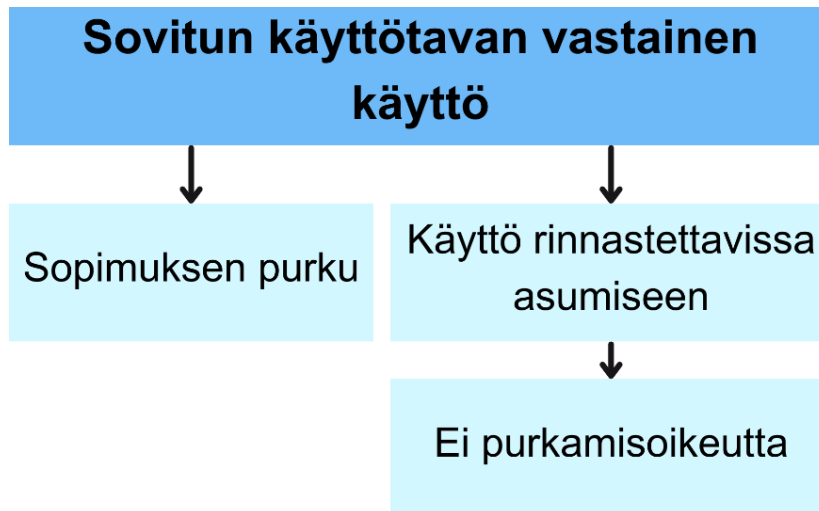 Sovitun käyttötavan vastainen
käyttö
Sopimuksen purku
Käyttö rinnastettavissa
asumiseen
Ei purkamisoikeutta